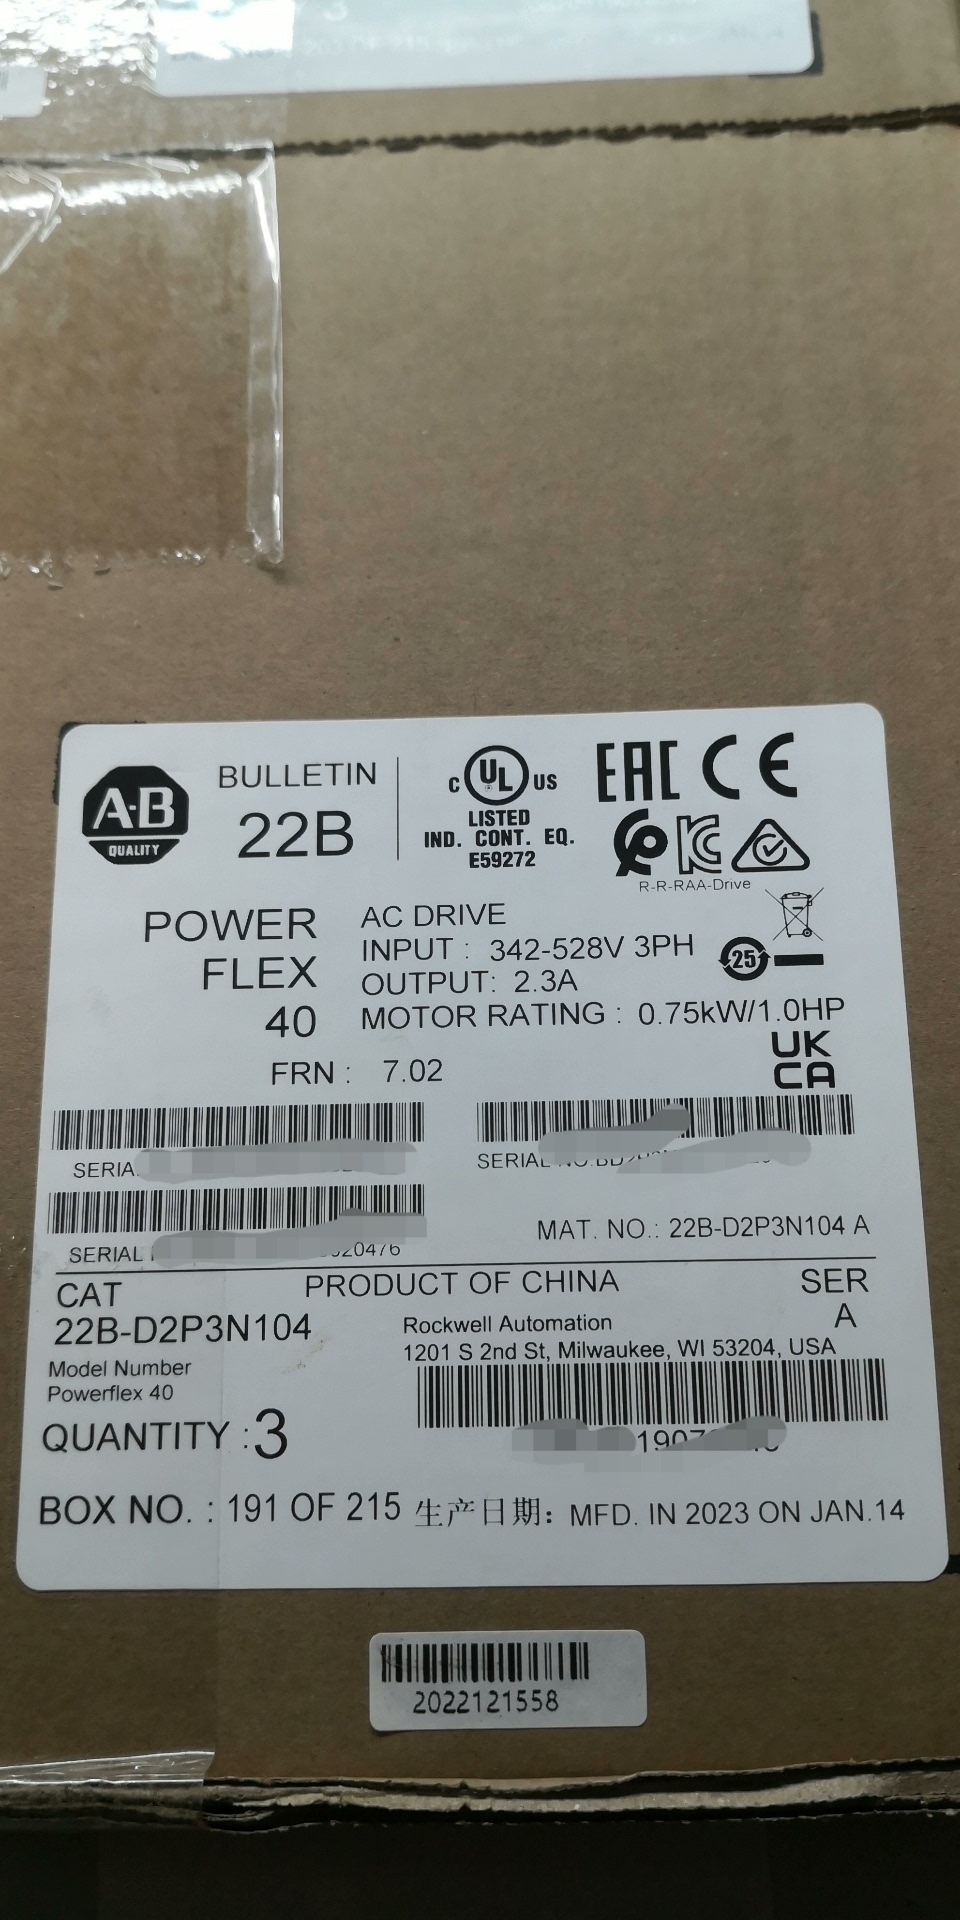 A-B
QUALITY
BULLETIN
22B
C UL US
LISTED
IND. CONT. EQ.
E59272
EAC CE
R-R-RAA-Drive
POWER
FLEX
40
AC DRIVE
INPUT : 342-528V 3PH
OUTPUT: 2.3A
MOTOR RATING : 0.75kW/1.0HP
25
UK
CA
FRN : 7.02
SERIAL
SERIAL NO.:BD
SERIAL
20476
MAT. NO.: 22B-D2P3N104 A
CAT
22B-D2P3N104
PRODUCT OF CHINA
SER
A
Model Number
Powerflex 40
Rockwell Automation
1201 S 2nd St, Milwaukee, WI 53204, USA
QUANTITY :3
BOX NO. : 191 OF 215
生产日期: MFD. IN 2023 ON JAN.14
2022121558